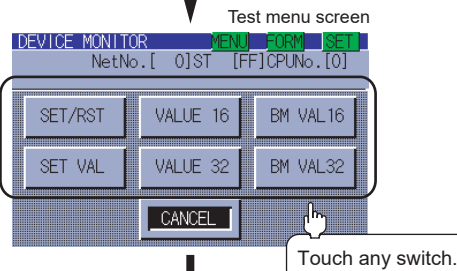 Test menu screen
DEVICE MONITOR MENU FORM SET
NetNo.[ 0]ST [FF]CPUNo.[0]
SET/RST VALUE 16 BM VAL16
SET VAL VALUE 32 BM VAL32
CANCEL
Touch any switch.